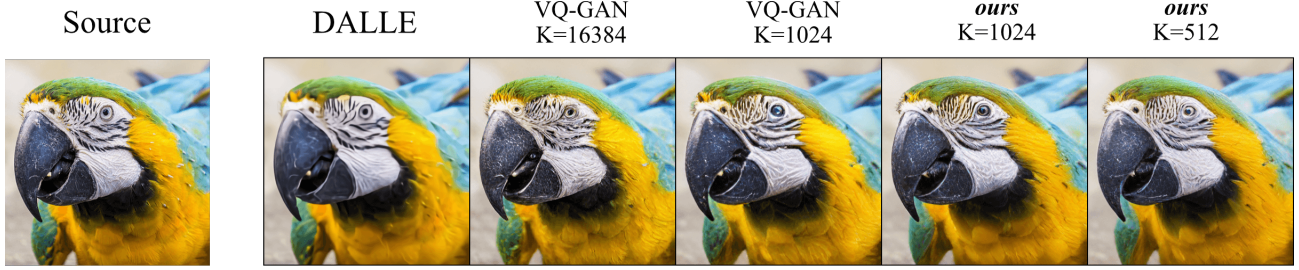 Source
DALLE
VQ-GAN
K=16384
VQ-GAN
K=1024
ours
K=1024
ours
K=512